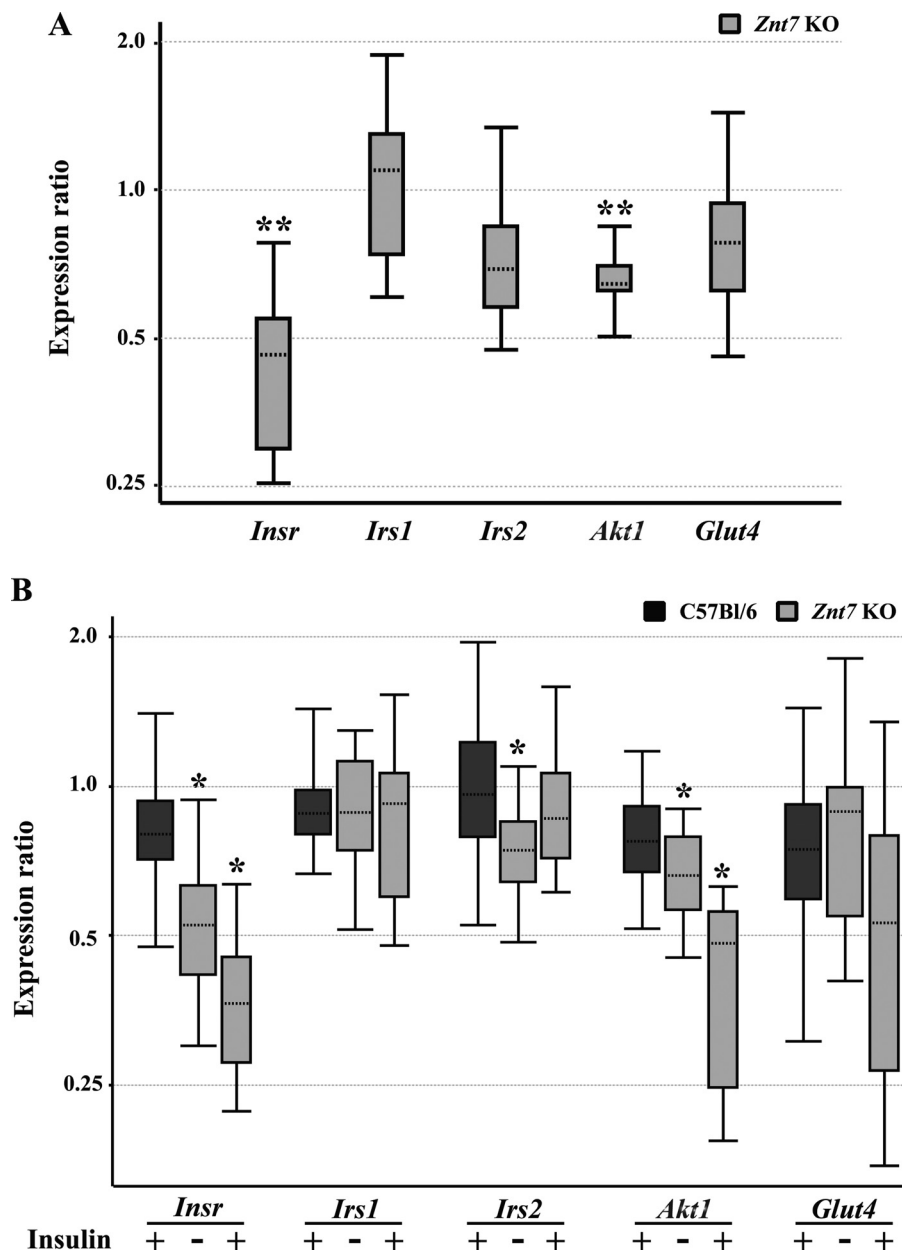 A
Znt7 KO
2.0
1.0
0.5
0.25
Expression ratio
** **
Insr Irs1 Irs2 Akt1 Glut4
B
C57Bl/6 Znt7 KO
2.0
1.0
0.5
0.25
Expression ratio
* * * * *
Insr Irs1 Irs2 Akt1 Glut4
Insulin + - + + - + + - + + - + + - +